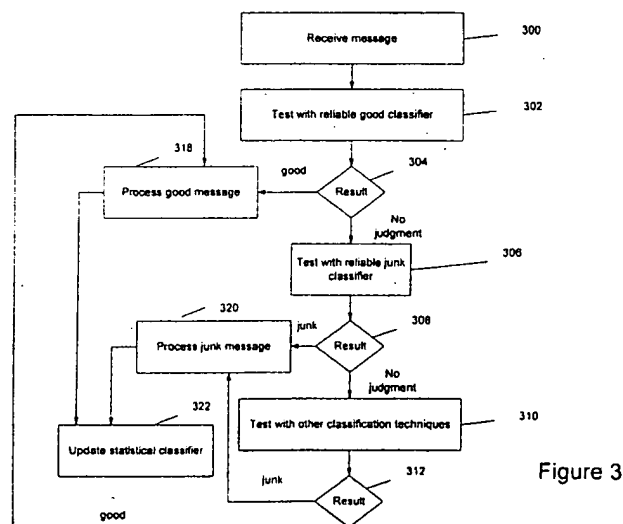 Receive message
300
Test with reliable good classifier
302
318
304
good
Process good message
Result
No
judgment
Test with reliable junk
classifier
306
320
308
junk
Process junk message
Result
No
judgment
322
Test with other classification techniques
310
Update statistical classifier
312
junk
Result
Figure 3
good